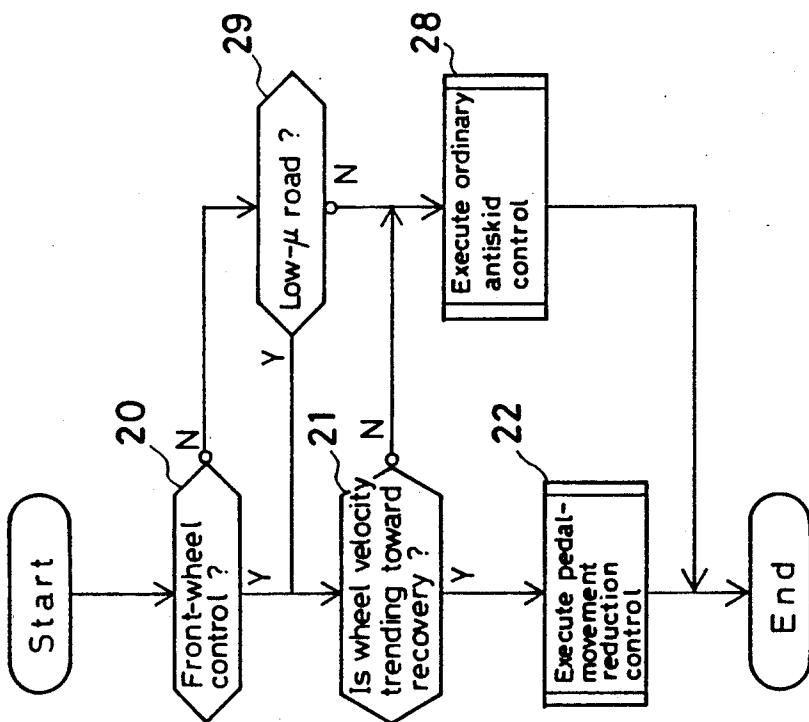 Start
20
Front-wheel
control ?
N
Y
29
Low-μ road ?
Y
N
21
Is wheel velocity
trending toward
recovery ?
N
Y
22
Execute pedal-
movement
reduction
control
28
Execute ordinary
antiskid
control
End